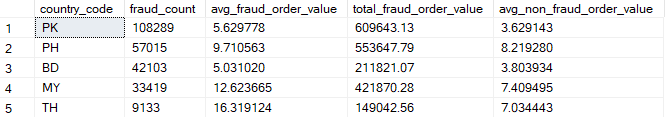 country_code fraud_count avg_fraud_order_value total_fraud_order_value avg_non_fraud_order_value
1 PK 108289 5.629778 609643.13 3.629143
2 PH 57015 9.710563 553647.79 8.219280
3 BD 42103 5.031020 211821.07 3.803934
4 MY 33419 12.623665 421870.28 7.409495
5 TH 9133 16.319124 149042.56 7.034443